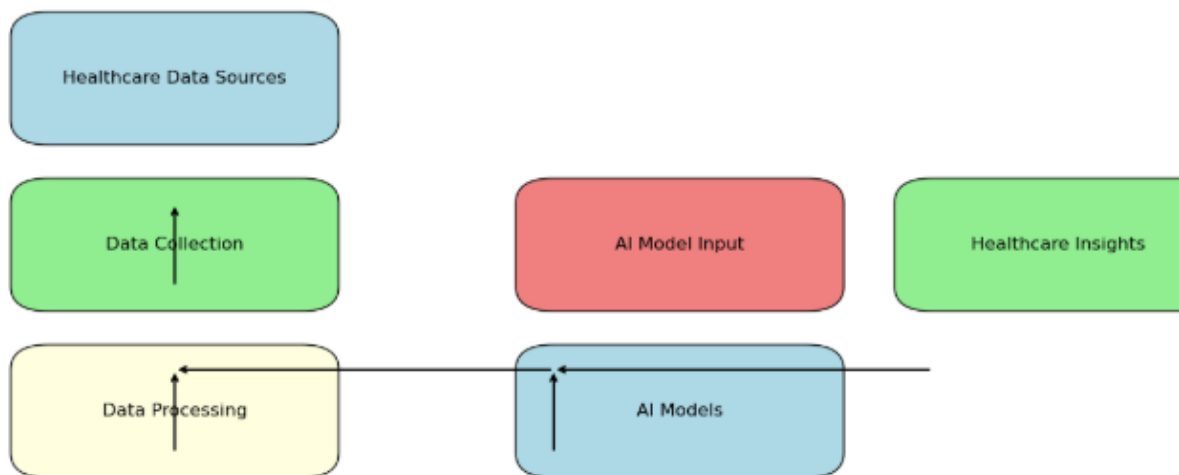 Healthcare Data Sources
Data Collection
AI Model Input
Healthcare Insights
Data Processing
AI Models